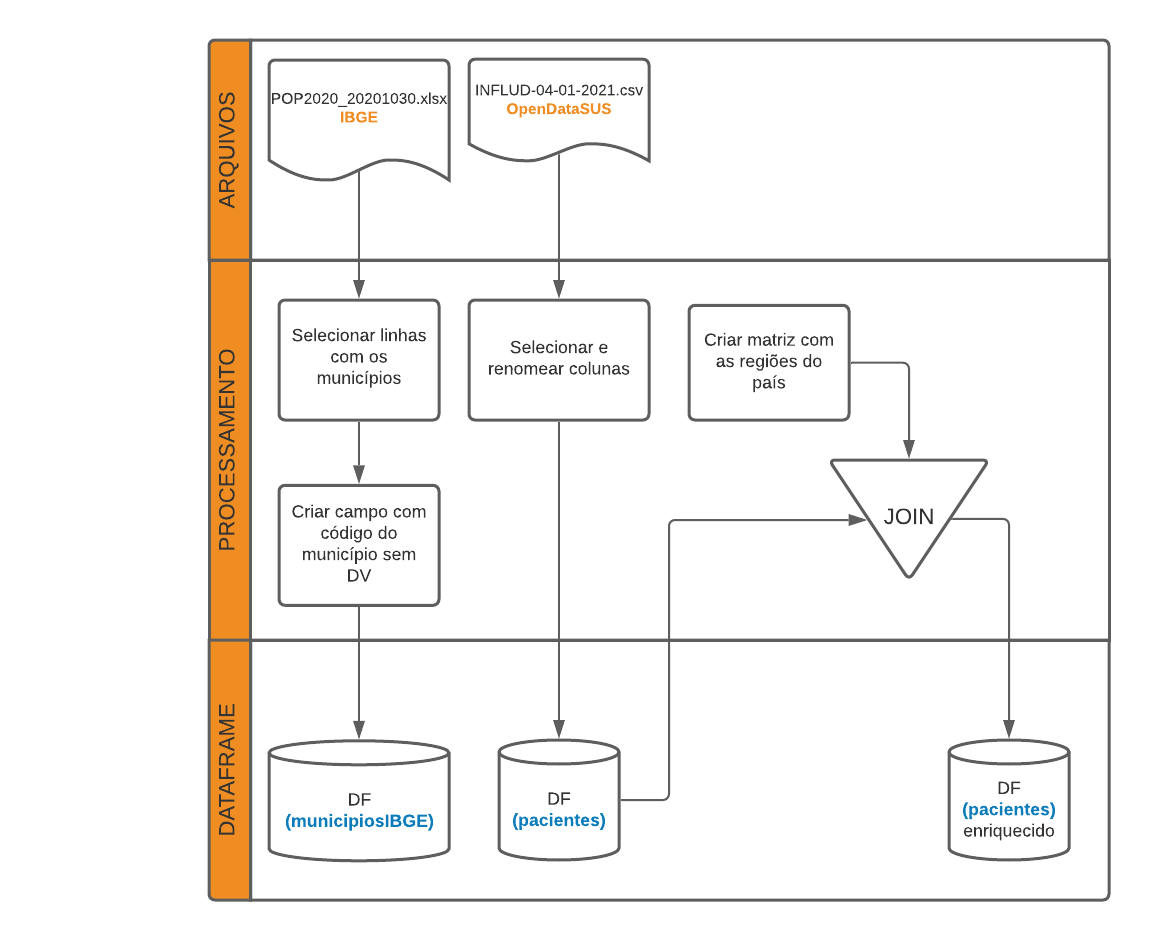 ARQUIVOS
POP2020_20201030.xlsx
IBGE
INFLUD-04-01-2021.csv
OpenDataSUS
PROCESSAMENTO
Selecionar linhas
com os
municípios
Selecionar e
renomear colunas
Criar matriz com
as regiões do
país
Criar campo com
código do
município sem
DV
JOIN
DATAFRAME
DF
(municipiosIBGE)
DF
(pacientes)
DF
(pacientes)
enriquecido